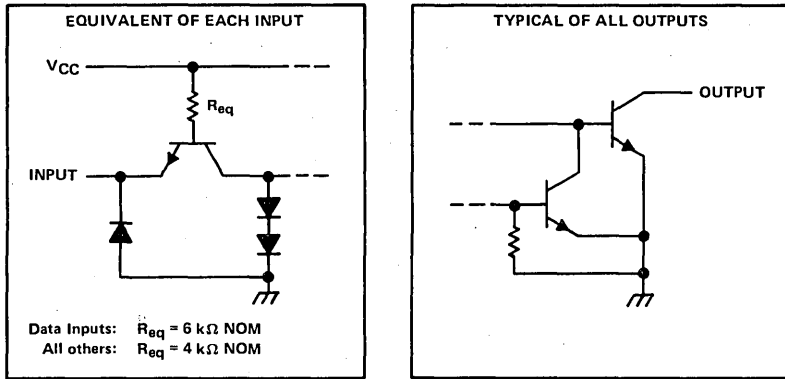 EQUIVALENT OF EACH INPUT
VCC
Req
INPUT
Data Inputs: Req = 6 kΩ NOM
All others: Req = 4 kΩ NOM
TYPICAL OF ALL OUTPUTS
OUTPUT